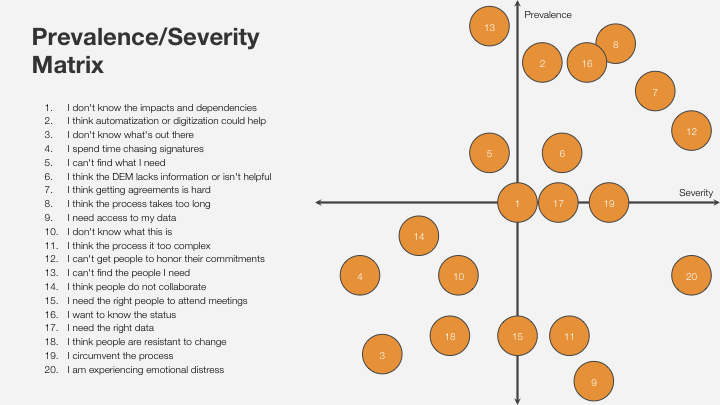 Prevalence/Severity
Matrix
1. I don't know the impacts and dependencies
2. I think automatization or digitization could help
3. I don't know what's out there
4. I spend time chasing signatures
5. I can't find what I need
6. I think the DEM lacks information or isn't helpful
7. I think getting agreements is hard
8. I think the process takes too long
9. I need access to my data
10. I don't know what this is
11. I think the process it too complex
12. I can't get people to honor their commitments
13. I can't find the people I need
14. I think people do not collaborate
15. I need the right people to attend meetings
16. I want to know the status
17. I need the right data
18. I think people are resistant to change
19. I circumvent the process
20. I am experiencing emotional distress
Prevalence
13
8
2
16
7
12
5
6
Severity
1
17
19
14
4
10
20
18
15
11
3
9